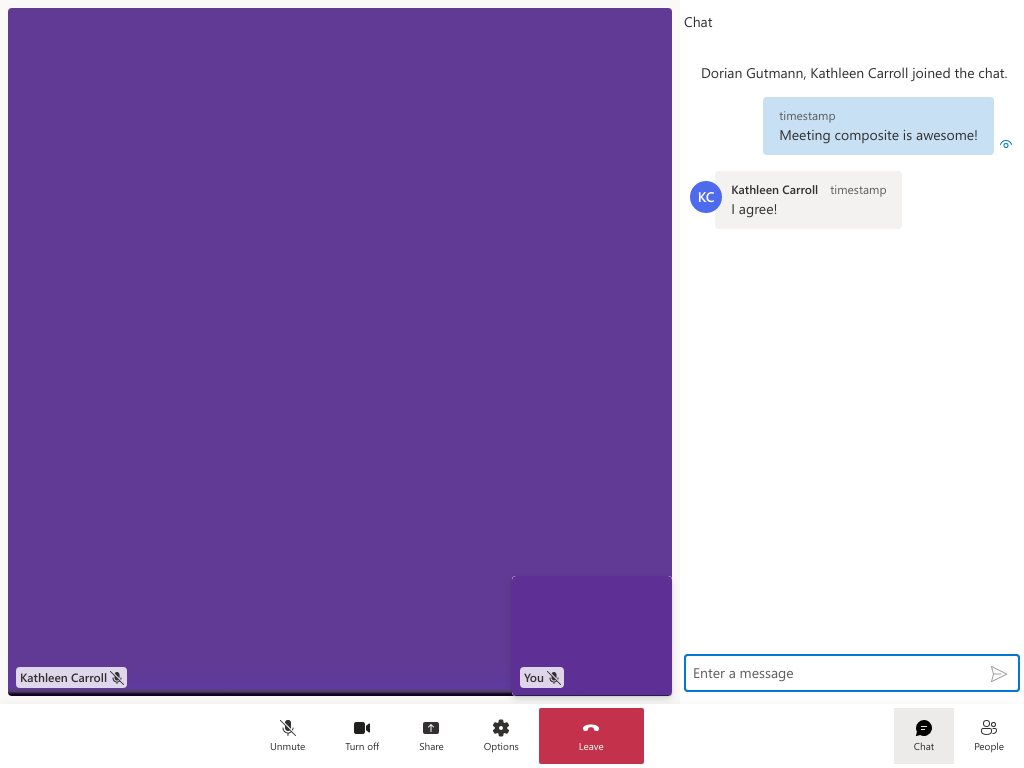 Chat
Dorian Gutmann, Kathleen Carroll joined the chat.
timestamp
Meeting composite is awesome!
KC
Kathleen Carroll timestamp
I agree!
Kathleen Carroll
You
Enter a message
Unmute
Turn off
Share
Options
Leave
Chat
People